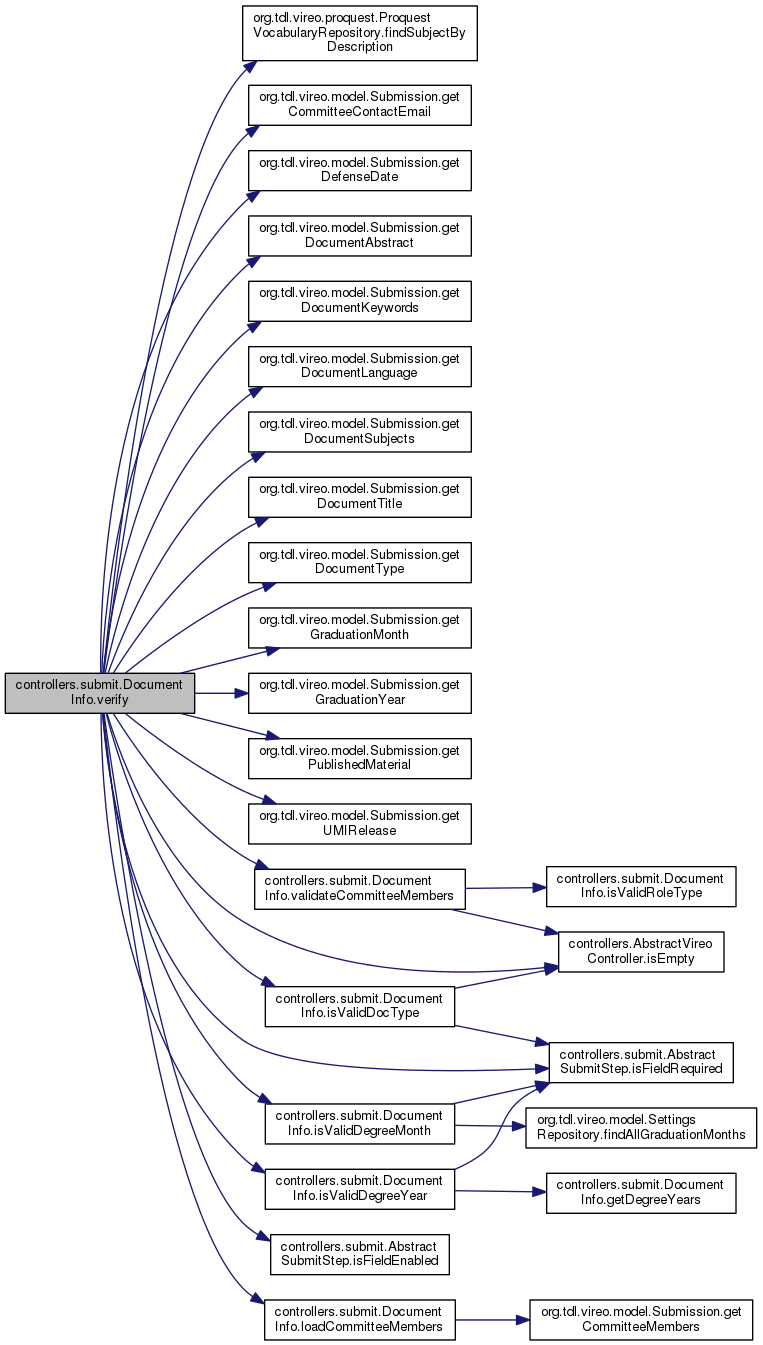 org.tdl.vireo.proquest.Proquest
VocabularyRepository.findSubjectBy
Description
org.tdl.vireo.model.Submission.get
CommitteeContactEmail
org.tdl.vireo.model.Submission.get
DefenseDate
org.tdl.vireo.model.Submission.get
DocumentAbstract
org.tdl.vireo.model.Submission.get
DocumentKeywords
org.tdl.vireo.model.Submission.get
DocumentLanguage
org.tdl.vireo.model.Submission.get
DocumentSubjects
org.tdl.vireo.model.Submission.get
DocumentTitle
org.tdl.vireo.model.Submission.get
DocumentType
org.tdl.vireo.model.Submission.get
GraduationMonth
controllers.submit.Document
Info.verify
org.tdl.vireo.model.Submission.get
GraduationYear
org.tdl.vireo.model.Submission.get
PublishedMaterial
org.tdl.vireo.model.Submission.get
UMIRelease
controllers.submit.Document
Info.validateCommitteeMembers
controllers.submit.Document
Info.isValidRoleType
controllers.AbstractVireo
Controller.isEmpty
controllers.submit.Document
Info.isValidDocType
controllers.submit.Abstract
SubmitStep.isFieldRequired
controllers.submit.Document
Info.isValidDegreeMonth
org.tdl.vireo.model.Settings
Repository.findAllGraduationMonths
controllers.submit.Document
Info.isValidDegreeYear
controllers.submit.Document
Info.getDegreeYears
controllers.submit.Abstract
SubmitStep.isFieldEnabled
controllers.submit.Document
Info.loadCommitteeMembers
org.tdl.vireo.model.Submission.get
CommitteeMembers